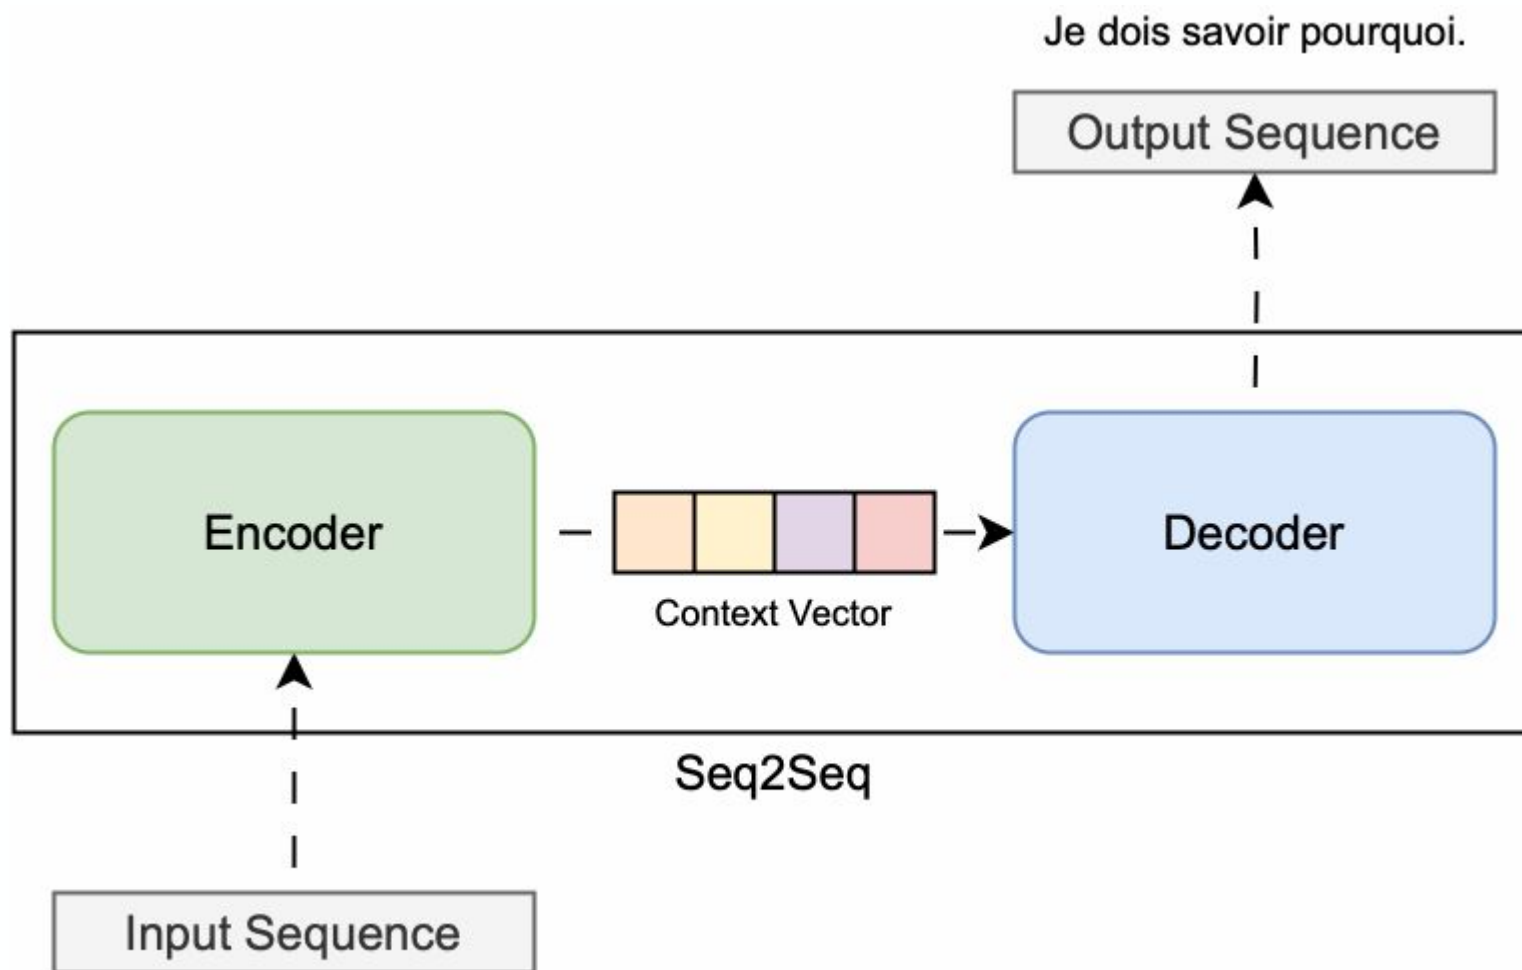 Je dois savoir pourquoi.
Output Sequence
Encoder
Decoder
Context Vector
Seq2Seq
Input Sequence